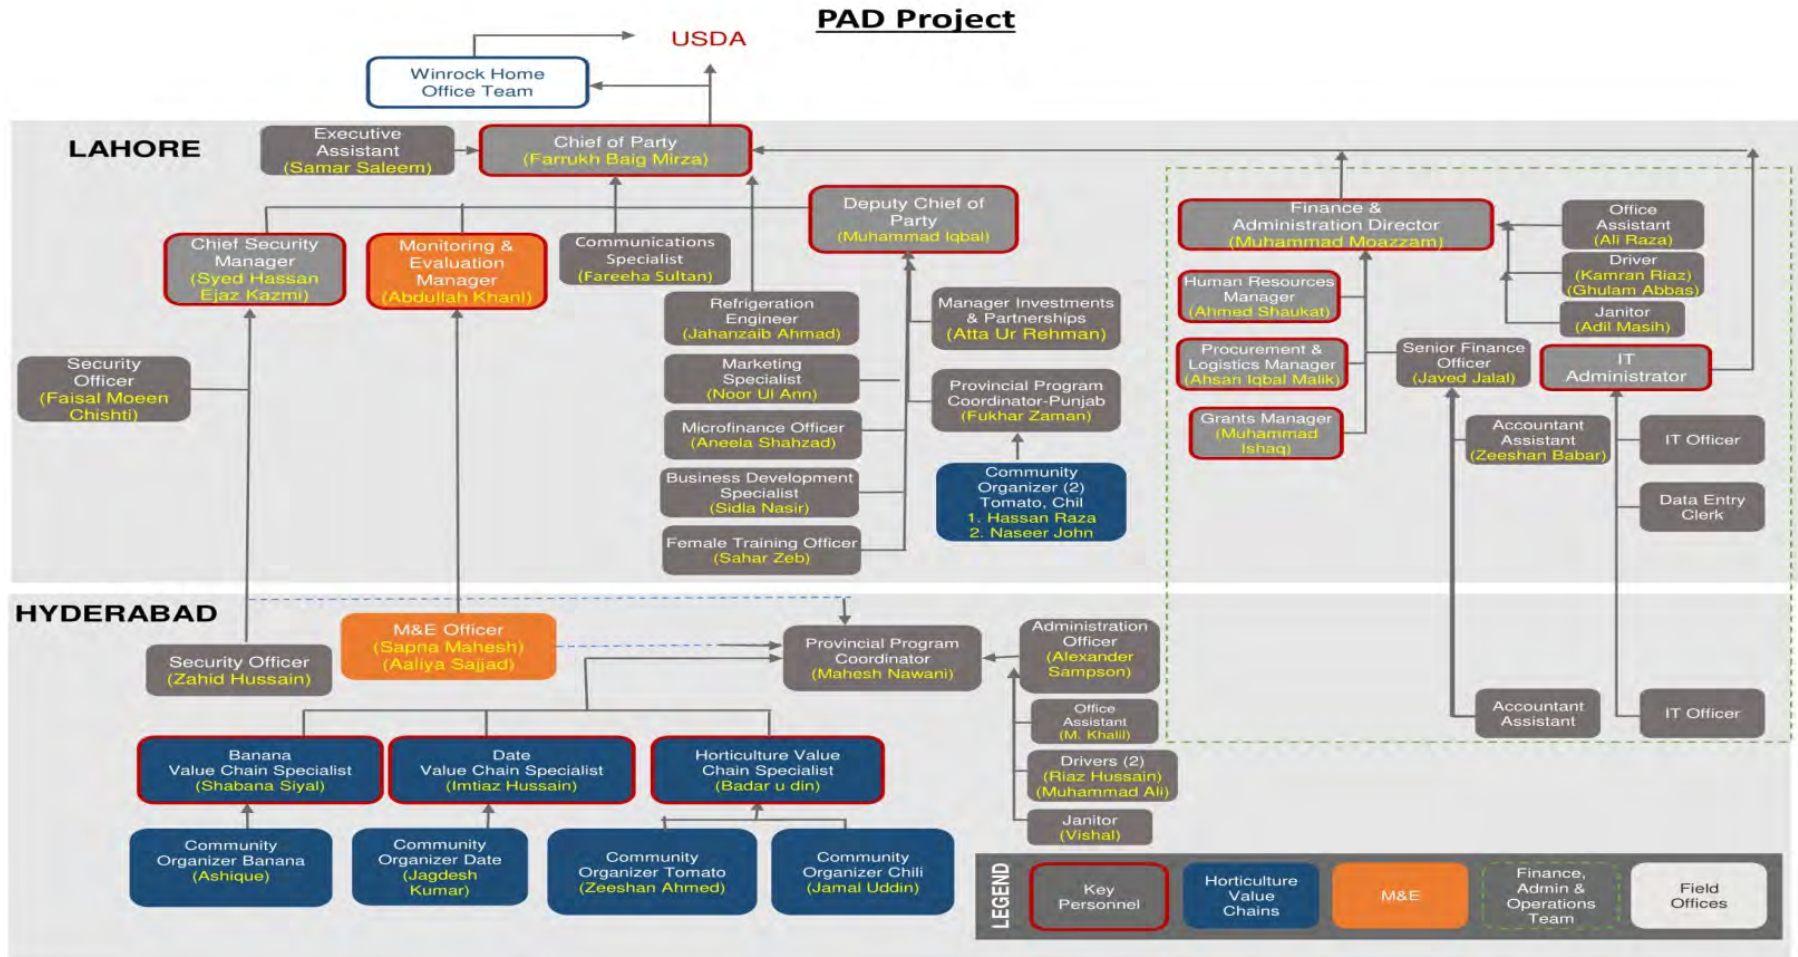 PAD Project
USDA
Winrock Home
Office Team
LAHORE
Executive
Assistant
(Samar Saleem)
Chief of Party
(Farrukh Baig Mirza)
Deputy Chief of
Party
(Muhammad Iqbal)
Chief Security
Manager
(Syed Hassan
Ejaz Kazmi)
Monitoring &
Evaluation
Manager
(Abdullah Khanl)
Communications
Specialist
(Fareeha Sultan)
Finance &
Administration Director
(Muhammad Moazzam)
Office
Assistant
(Ali Raza)
Driver
(Kamran Riaz)
(Ghulam Abbas)
Janitor
(Adil Masih)
Human Resources
Manager
(Ahmed Shaukat)
Procurement &
Logistics Manager
(Ahsan Iqbal Malik)
Grants Manager
(Muhammad
Ishaq)
Senior Finance
Officer
(Javed Jalal)
IT
Administrator
Accountant
Assistant
(Zeeshan Babar)
IT Officer
Data Entry
Clerk
Refrigeration
Engineer
(Jahanzaib Ahmad)
Marketing
Specialist
(Noor Ul Ann)
Microfinance Officer
(Aneela Shahzad)
Business Development
Specialist
(Sidla Nasir)
Female Training Officer
(Sahar Zeb)
Manager Investments
& Partnerships
(Atta Ur Rehman)
Provincial Program
Coordinator-Punjab
(Fukhar Zaman)
Community
Organizer (2)
Tomato, Chil
1. Hassan Raza
2. Naseer John
Security
Officer
(Faisal Moeen
Chishti)
HYDERABAD
Security Officer
(Zahid Hussain)
M&E Officer
(Sapna Mahesh)
(Aaliya Sajjad)
Provincial Program
Coordinator
(Mahesh Nawani)
Administration
Officer
(Alexander
Sampson)
Office
Assistant
(M. Khalil)
Drivers (2)
(Riaz Hussain)
(Muhammad Ali)
Janitor
(Vishal)
Accountant
Assistant
IT Officer
Banana
Value Chain Specialist
(Shabana Siyal)
Date
Value Chain Specialist
(Imtiaz Hussain)
Horticulture Value
Chain Specialist
(Badar u din)
Community
Organizer Banana
(Ashique)
Community
Organizer Date
(Jagdesh
Kumar)
Community
Organizer Tomato
(Zeeshan Ahmed)
Community
Organizer Chili
(Jamal Uddin)
LEGEND
Key
Personnel
Horticulture
Value
Chains
M&E
Finance,
Admin &
Operations
Team
Field
Offices